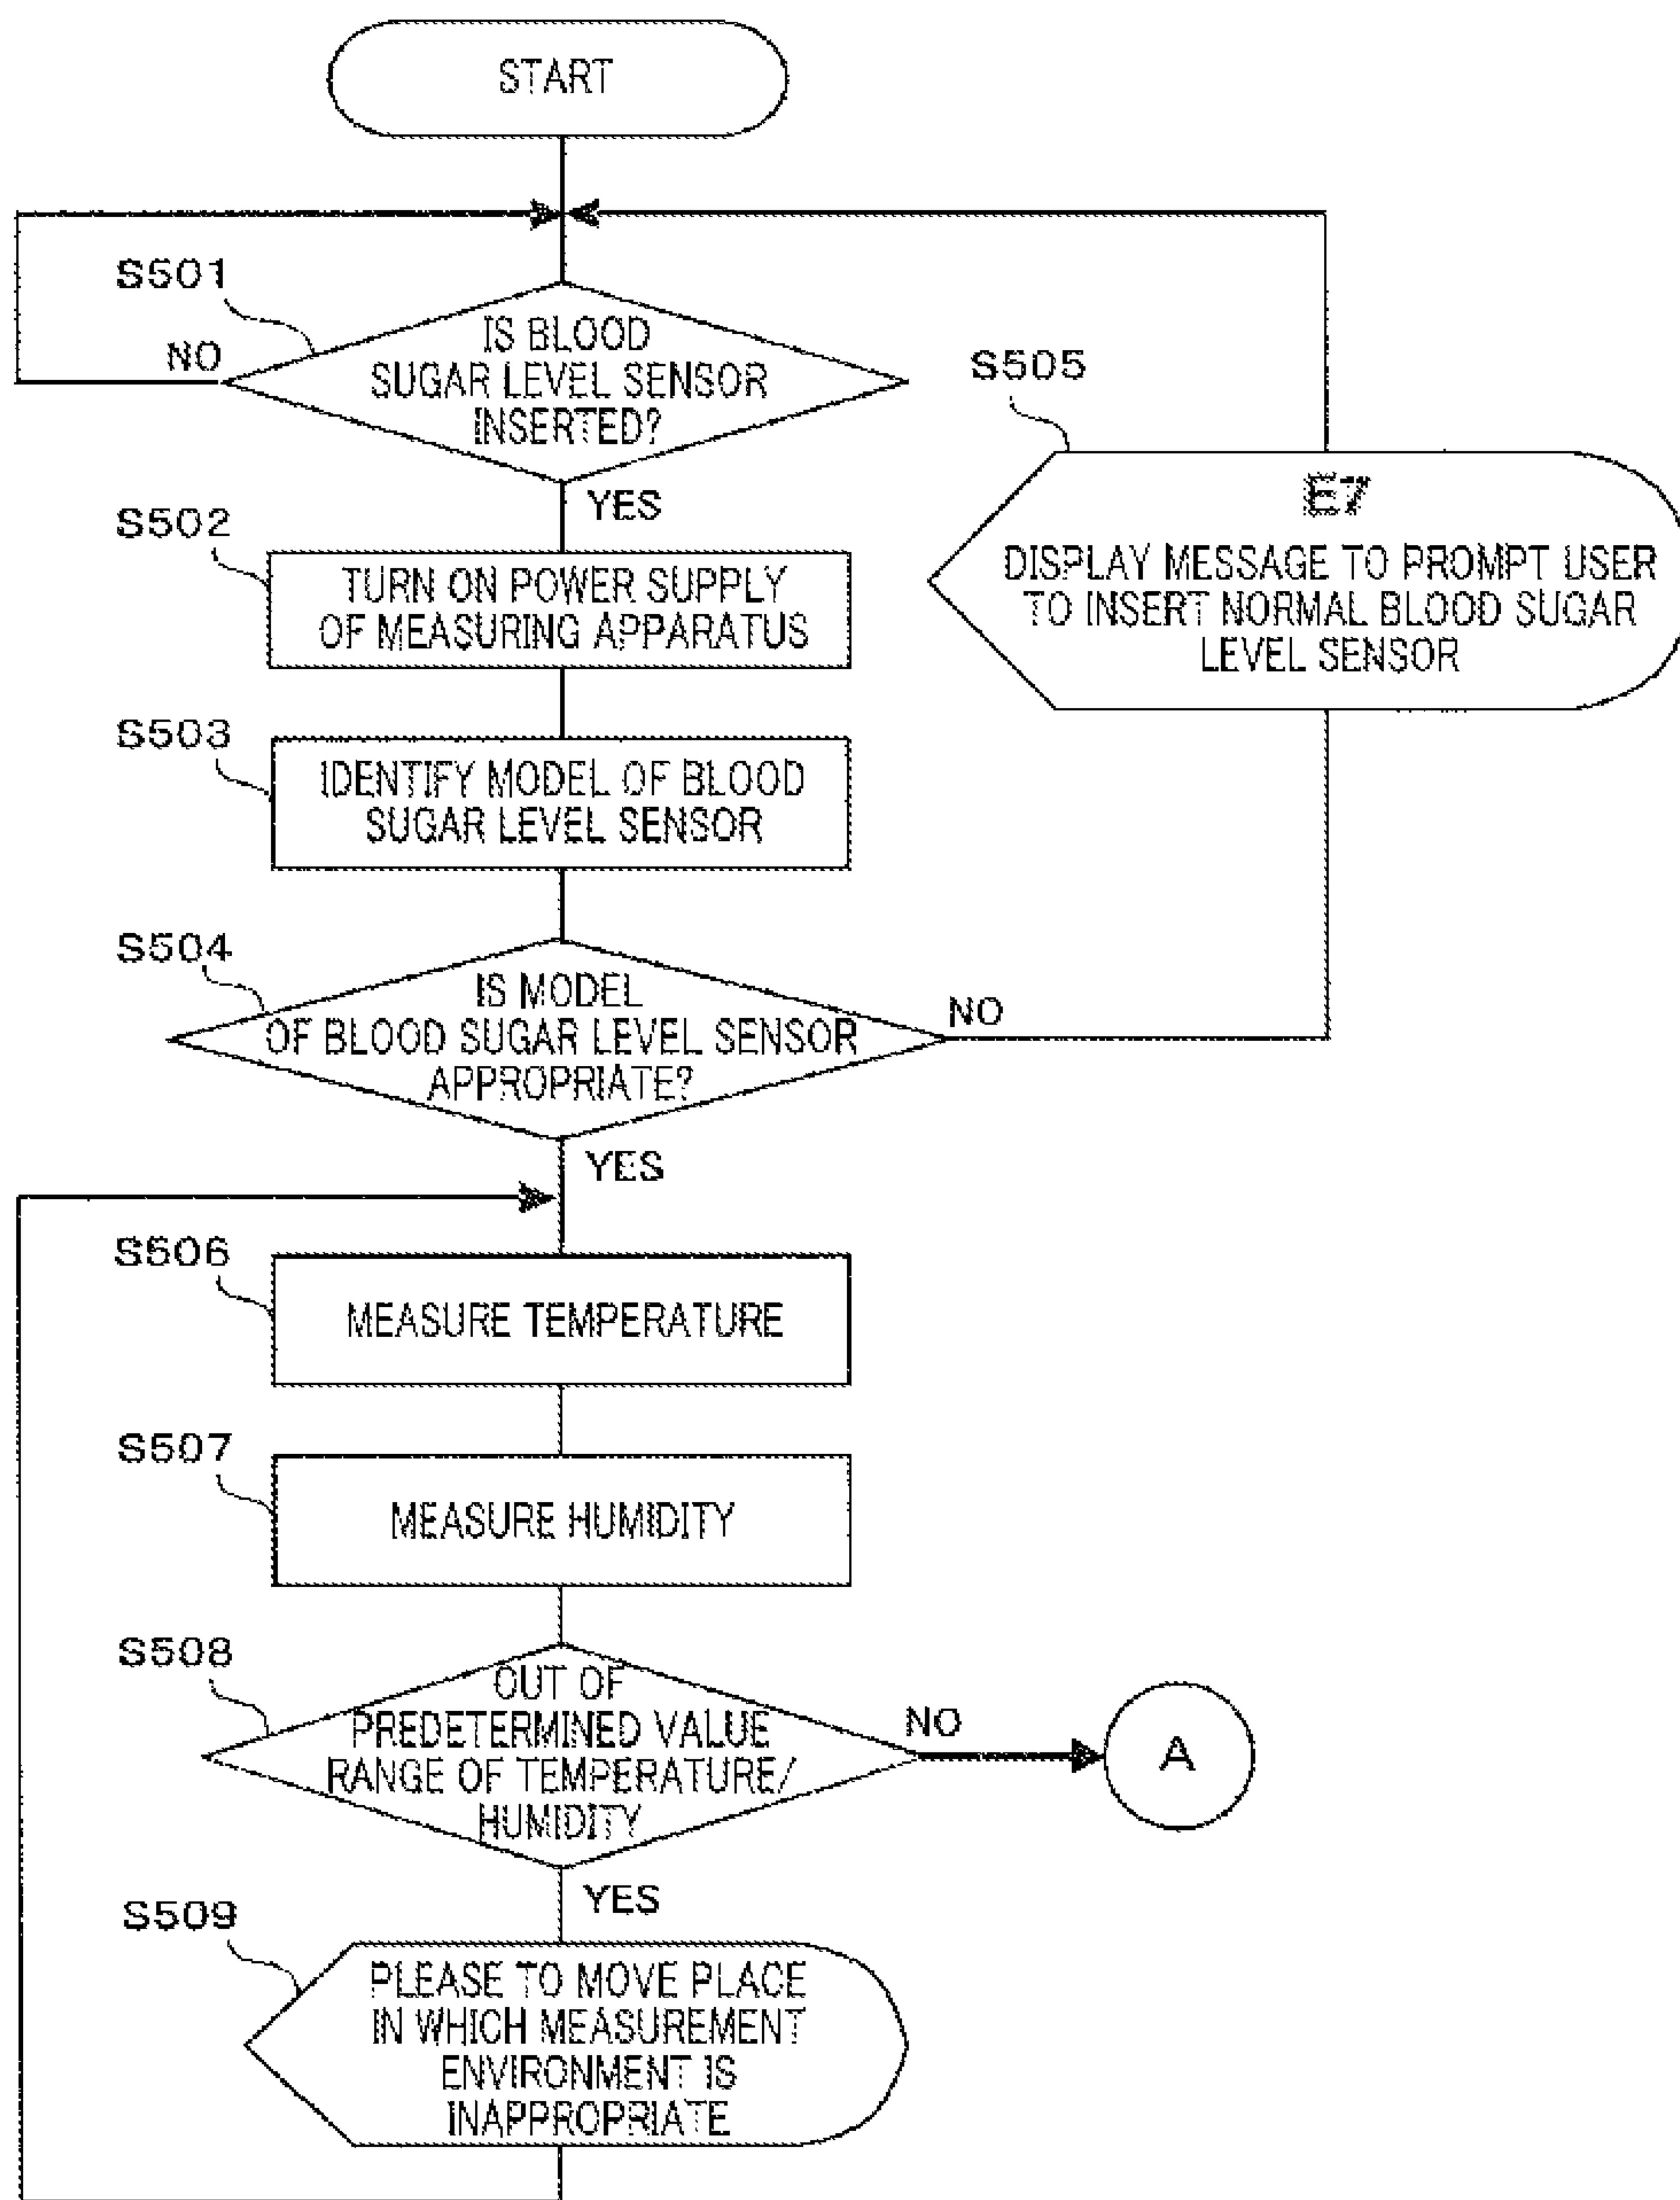 START
S501
IS BLOOD
SUGAR LEVEL SENSOR
INSERTED?
NO
YES
S502
TURN ON POWER SUPPLY
OF MEASURING APPARATUS
S503
IDENTIFY MODEL OF BLOOD
SUGAR LEVEL SENSOR
S504
IS MODEL
OF BLOOD SUGAR LEVEL SENSOR
APPROPRIATE?
NO
YES
S505
E7
DISPLAY MESSAGE TO PROMPT USER
TO INSERT NORMAL BLOOD SUGAR
LEVEL SENSOR
S506
MEASURE TEMPERATURE
S507
MEASURE HUMIDITY
S508
OUT OF
PREDETERMINED VALUE
RANGE OF TEMPERATURE/
HUMIDITY
NO
A
YES
S509
PLEASE TO MOVE PLACE
IN WHICH MEASUREMENT
ENVIRONMENT IS
INAPPROPRIATE